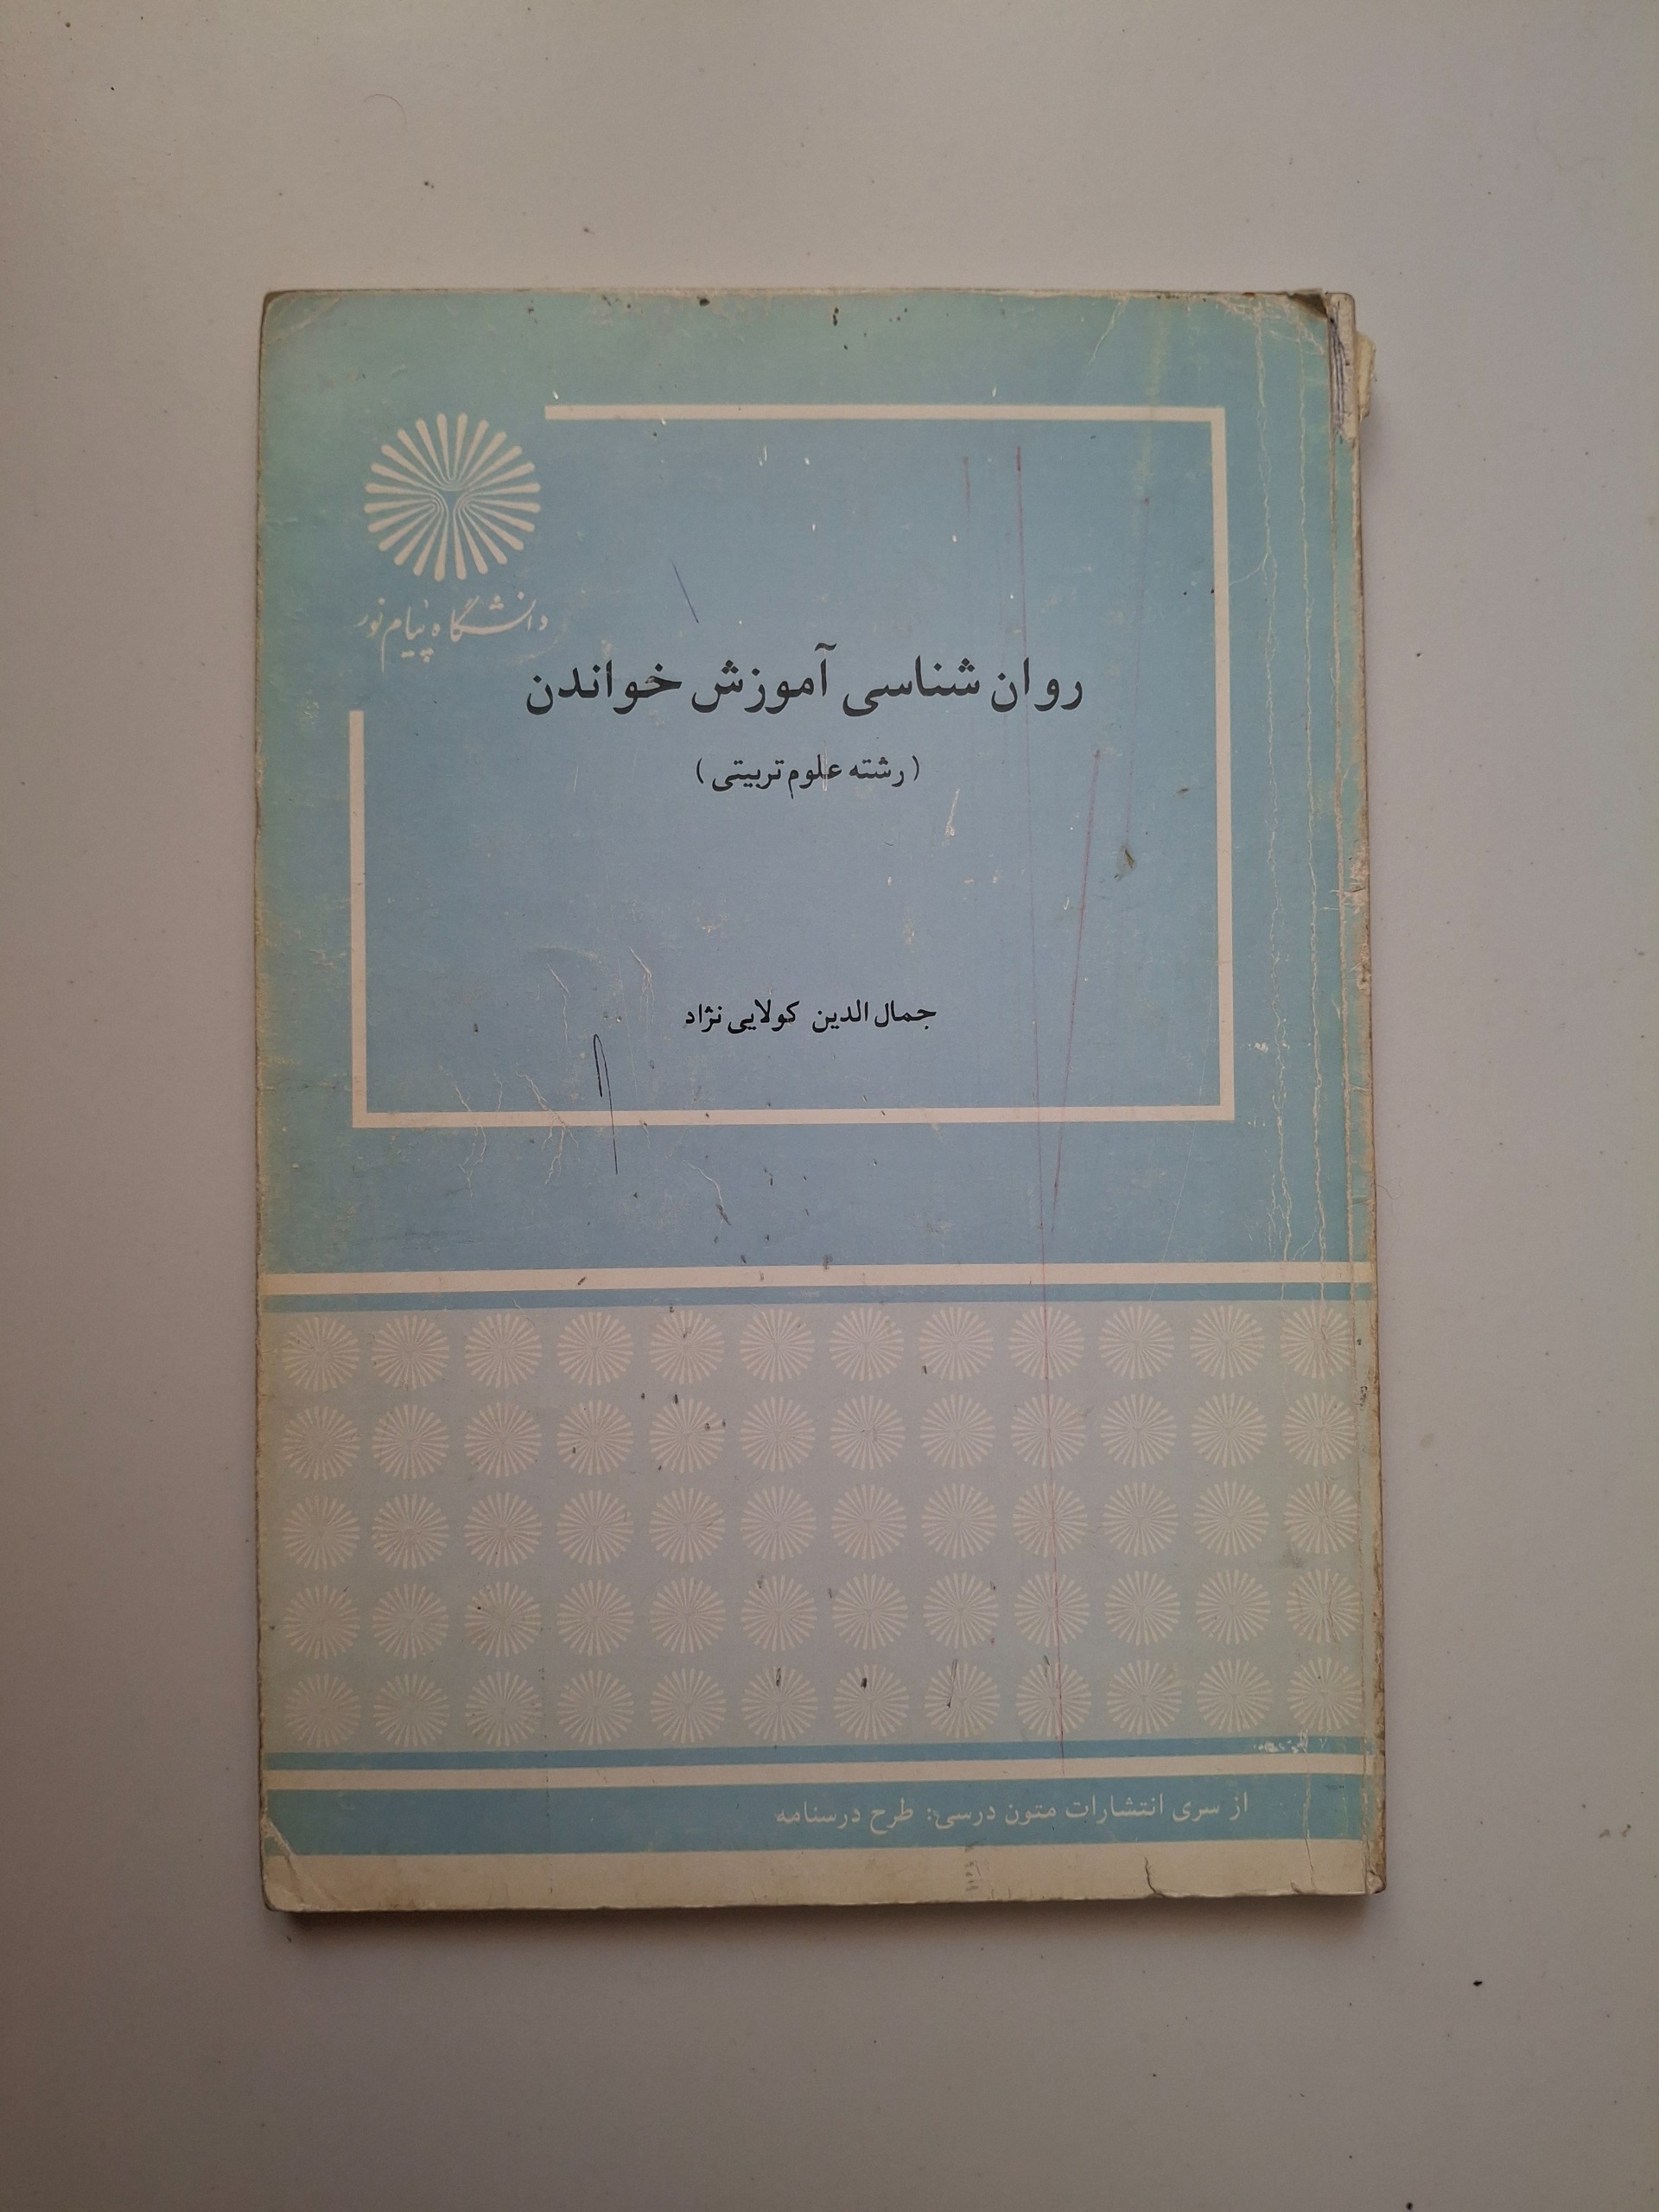 دانشگاه پیام نور
روان شناسی آموزش خواندن
(رشته علوم تربیتی)
جمال الدین کولایی نژاد
از سری انتشارات متون درسی: طرح درسنامه